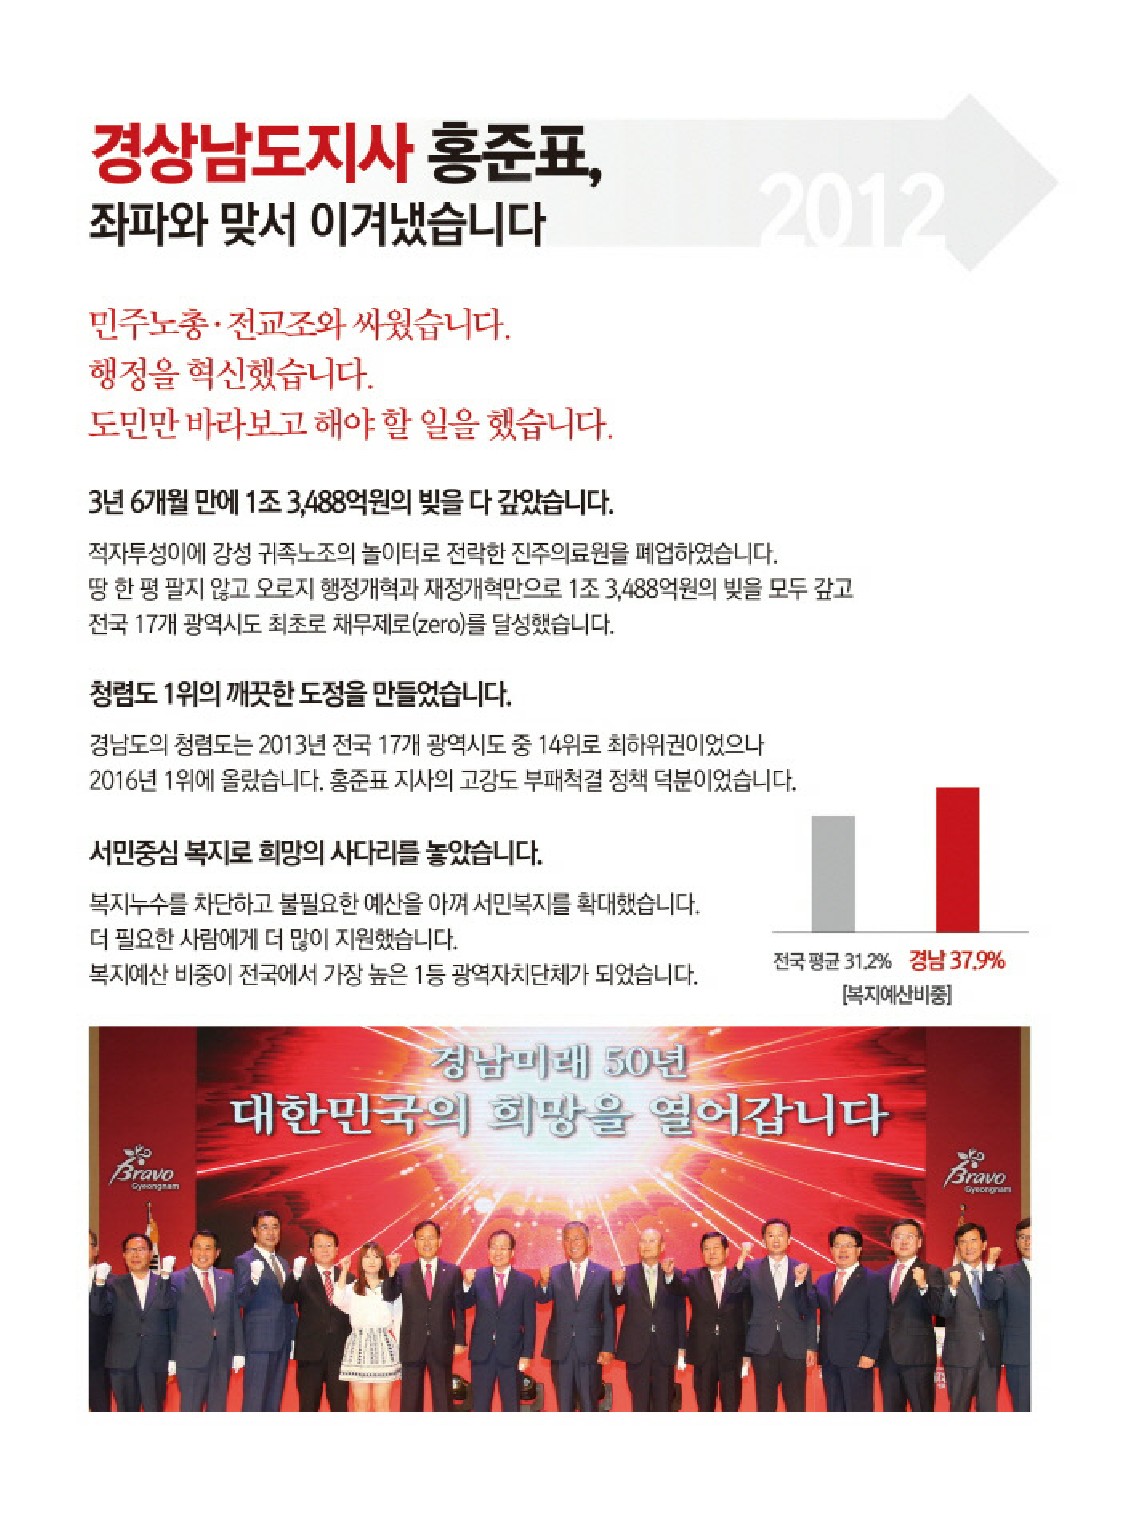 경상남도지사 홍준표,
좌파와 맞서 이겨냈습니다
2012
민주노총·전교조와 싸웠습니다.
행정을 혁신했습니다.
도민만 바라보고 해야 할 일을 했습니다.
3년 6개월 만에 1조 3,488억원의 빚을 다 갚았습니다.
적자투성이에 강성 귀족노조의 놀이터로 전락한 진주의료원을 폐업하였습니다.
땅 한 평 팔지 않고 오로지 행정개혁과 재정개혁만으로 1조 3,488억원의 빚을 모두 갚고
전국 17개 광역시도 최초로 채무제로(zero)를 달성했습니다.
청렴도 1위의 깨끗한 도정을 만들었습니다.
경남도의 청렴도는 2013년 전국 17개 광역시도 중 14위로 최하위권이었으나
2016년 1위에 올랐습니다. 홍준표 지사의 고강도 부패척결 정책 덕분이었습니다.
서민중심 복지로 희망의 사다리를 놓았습니다.
복지누수를 차단하고 불필요한 예산을 아껴 서민복지를 확대했습니다.
더 필요한 사람에게 더 많이 지원했습니다.
복지예산 비중이 전국에서 가장 높은 1등 광역자치단체가 되었습니다.
전국 평균 31.2% 경남 37.9%
[복지예산비중]
경남미래 50년
대한민국의 희망을 열어갑니다
Bravo
Gyeongnam
Bravo
Gyeongnam